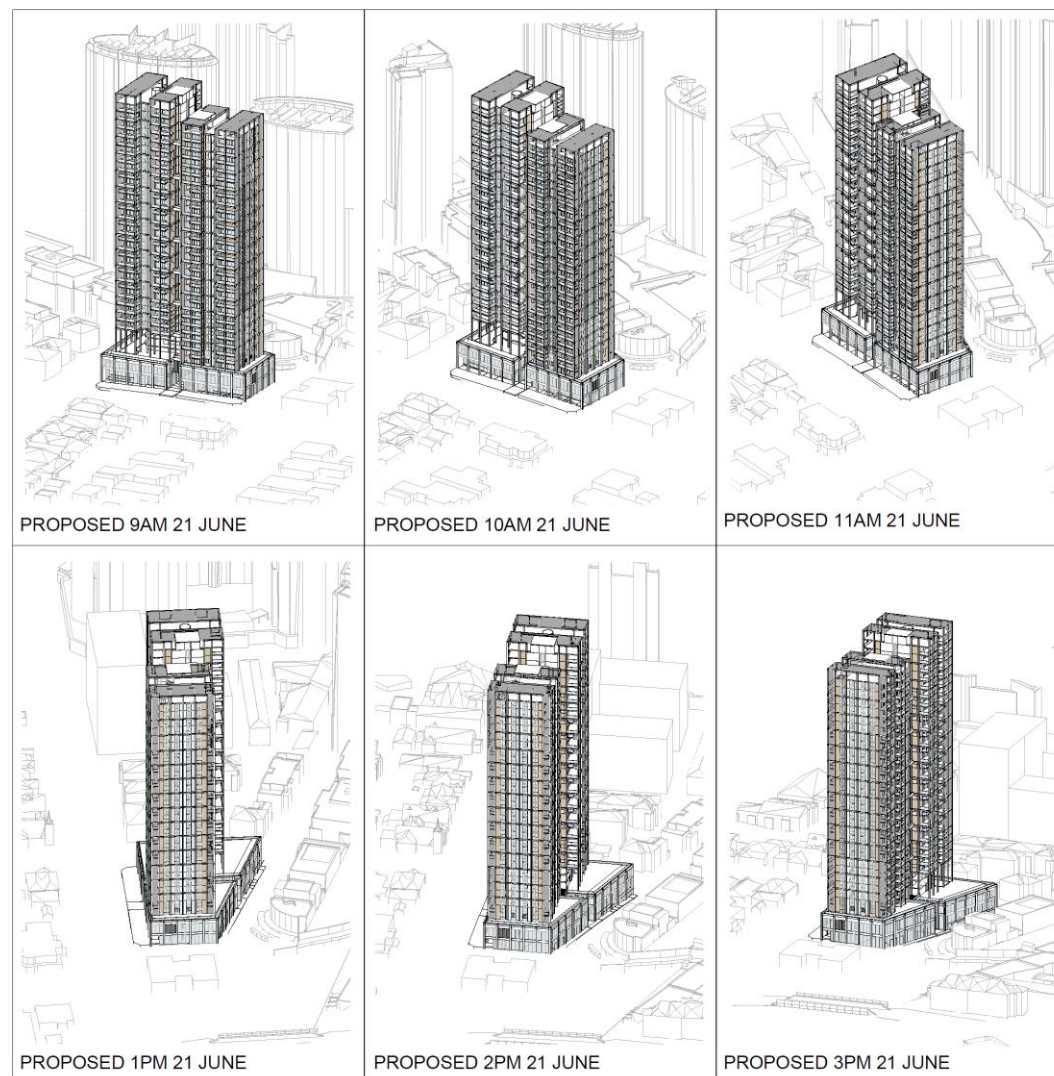 PROPOSED 9AM 21 JUNE
PROPOSED 10AM 21 JUNE
PROPOSED 11AM 21 JUNE
PROPOSED 1PM 21 JUNE
PROPOSED 2PM 21 JUNE
PROPOSED 3PM 21 JUNE